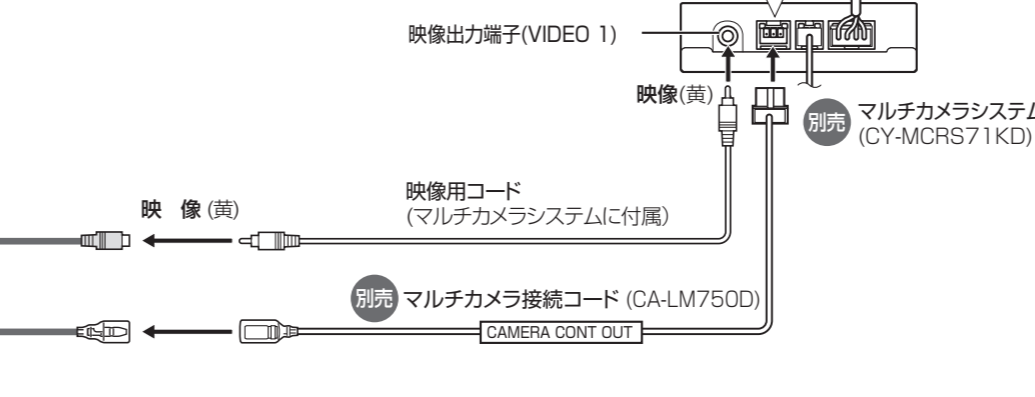 映像出力端子(VIDEO 1)
映像(黄)
別売 マルチカメラシステム
(CY-MCRS71KD)
映像用コード
(マルチカメラシステムに付属)
映 像 (黄)
別売 マルチカメラ接続コード (CA-LM750D)
CAMERA CONT OUT